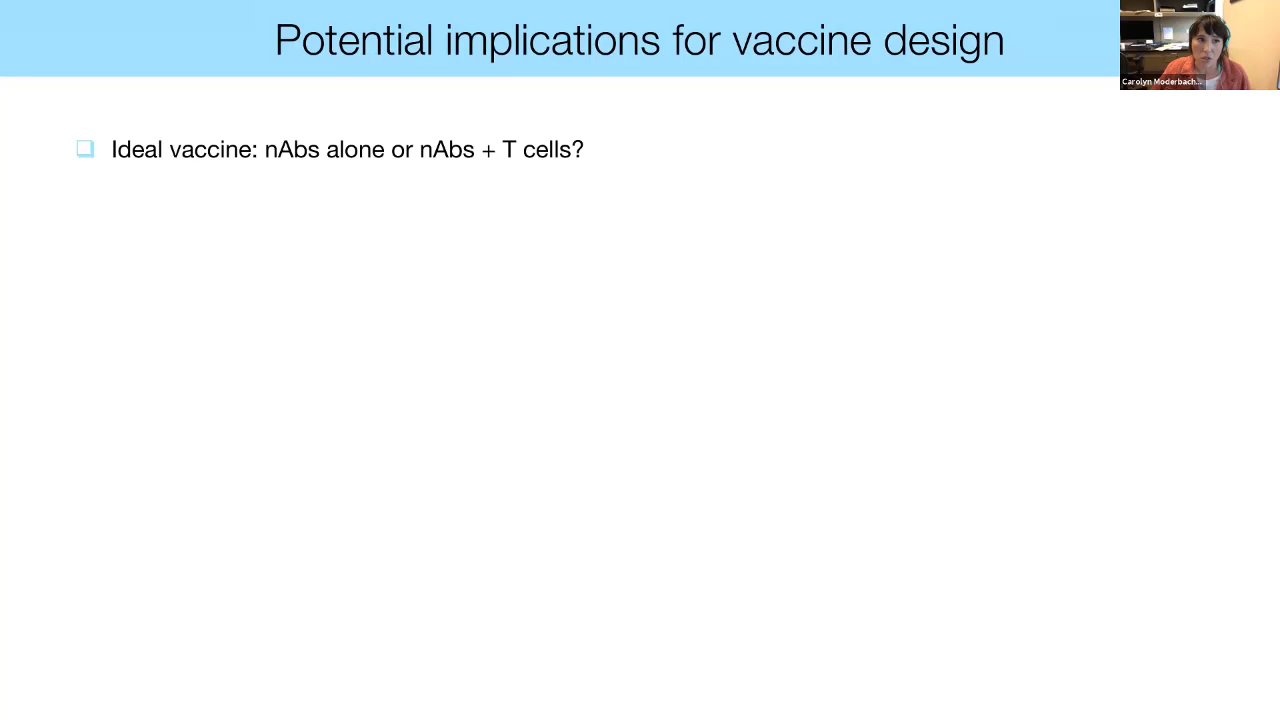 Potential implications for vaccine design
Carolyn Moderbach...
Ideal vaccine: nAbs alone or nAbs + T cells?